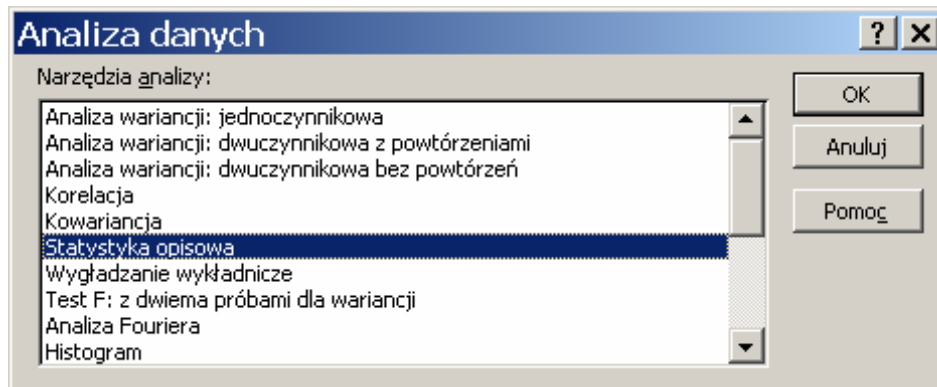 Analiza danych
Narzędzia analizy:
Analiza wariancji: jednoczynnikowa
Analiza wariancji: dwuczynnikowa z powtórzeniami
Analiza wariancji: dwuczynnikowa bez powtórzeń
Korelacja
Kowariancja
Statystyka opisowa
Wygładzanie wykładnicze
Test F: z dwiema próbami dla wariancji
Analiza Fouriera
Histogram
OK
Anuluj
Pomoc